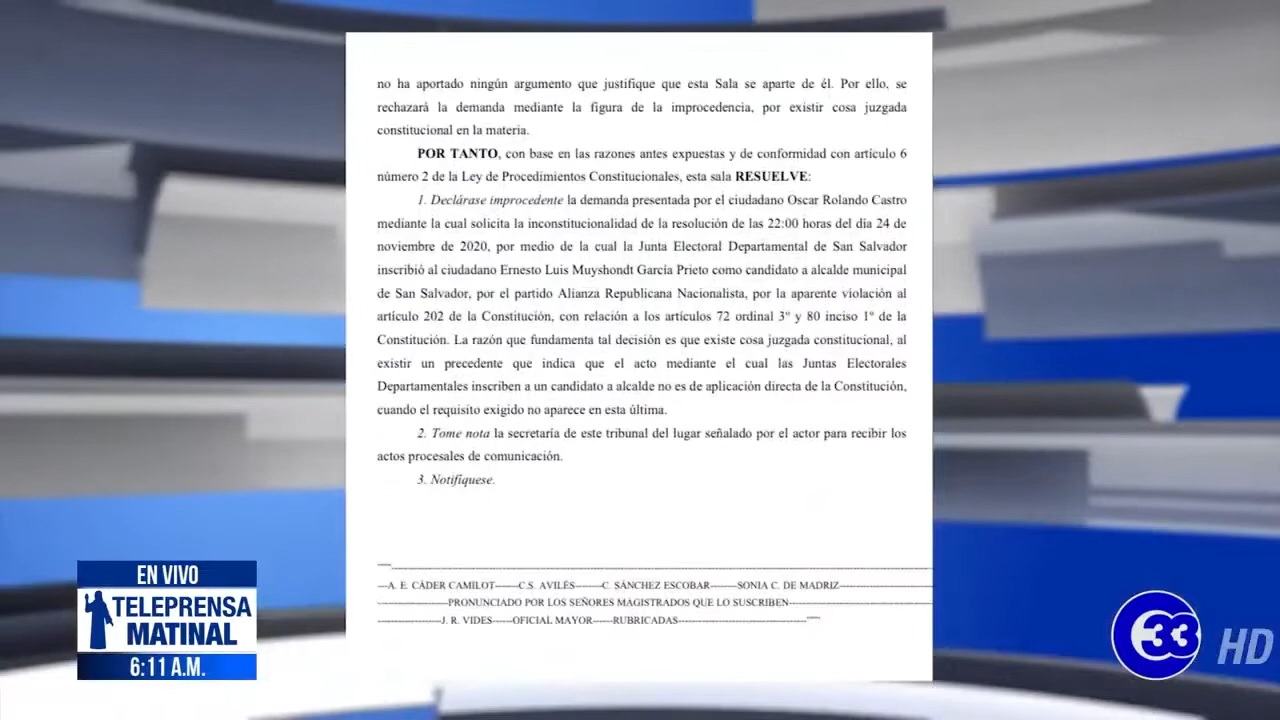 no ha aportado ningún argumento que justifique que esta Sala se aparte de él. Por ello, se
rechazará la demanda mediante la figura de la improcedencia, por existir cosa juzgada
constitucional en la materia.
POR TANTO, con base en las razones antes expuestas y de conformidad con artículo 6
número 2 de la Ley de Procedimientos Constitucionales, esta sala RESUELVE:
1. Declárase improcedente la demanda presentada por el ciudadano Oscar Rolando Castro
mediante la cual solicita la inconstitucionalidad de la resolución de las 22:00 horas del día 24 de
noviembre de 2020, por medio de la cual la Junta Electoral Departamental de San Salvador
inscribió al ciudadano Ernesto Luis Muyshondt García Prieto como candidato a alcalde municipal
de San Salvador, por el partido Alianza Republicana Nacionalista, por la aparente violación al
artículo 202 de la Constitución, con relación a los artículos 72 ordinal 3º y 80 inciso 1º de la
Constitución. La razón que fundamenta tal decisión es que existe cosa juzgada constitucional, al
existir un precedente que indica que el acto mediante el cual las Juntas Electorales
Departamentales inscriben a un candidato a alcalde no es de aplicación directa de la Constitución,
cuando el requisito exigido no aparece en esta última.
2. Tome nota la secretaría de este tribunal del lugar señalado por el actor para recibir los
actos procesales de comunicación.
3. Notifíquese.
---A. E. CÁDER CAMILOT-------C.S. AVILÉS--------C. SÁNCHEZ ESCOBAR--------SONIA C. DE MADRIZ---------------------------
---------------------PRONUNCIADO POR LOS SEÑORES MAGISTRADOS QUE LO SUSCRIBEN------------------------------------------
-------------------J. R. VIDES------OFICIAL MAYOR------RUBRICADAS--------------------------------------””””
EN VIVO
TELEPRENSA
MATINAL
6:11 A.M.
33
HD